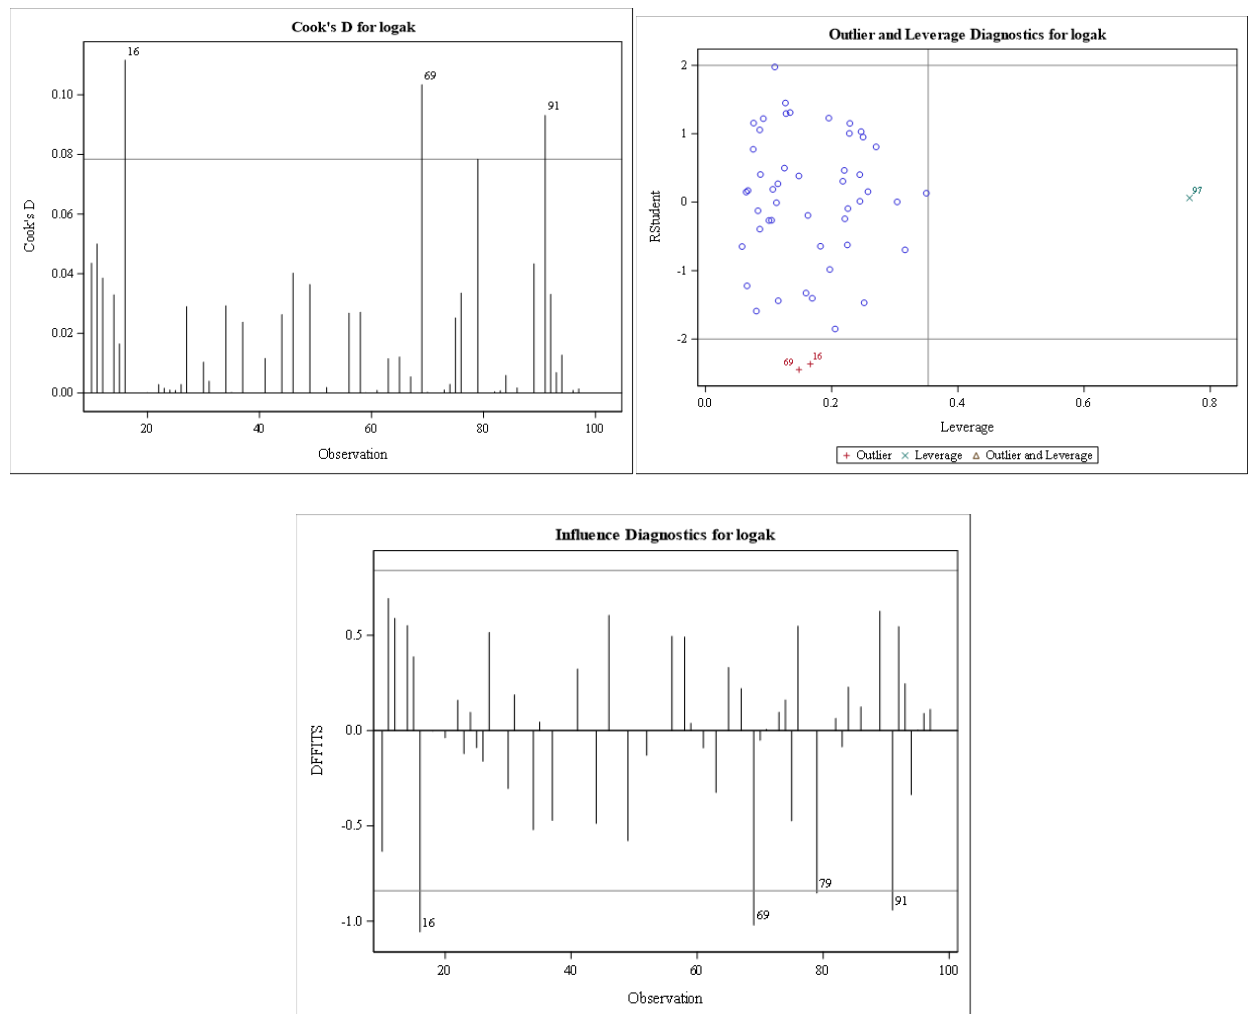 Cook's D for logak
16
69
91
0.10
0.08
0.06
0.04
0.02
0.00
Cook's D
20 40 60 80 100
Observation
Outlier and Leverage Diagnostics for logak
2
1
0
-1
-2
RStudent
97
69
16
0.0 0.2 0.4 0.6 0.8
Leverage
+ Outlier × Leverage △ Outlier and Leverage
Influence Diagnostics for logak
0.5
0.0
-0.5
-1.0
DFFITS
79
91
69
16
20 40 60 80 100
Observation